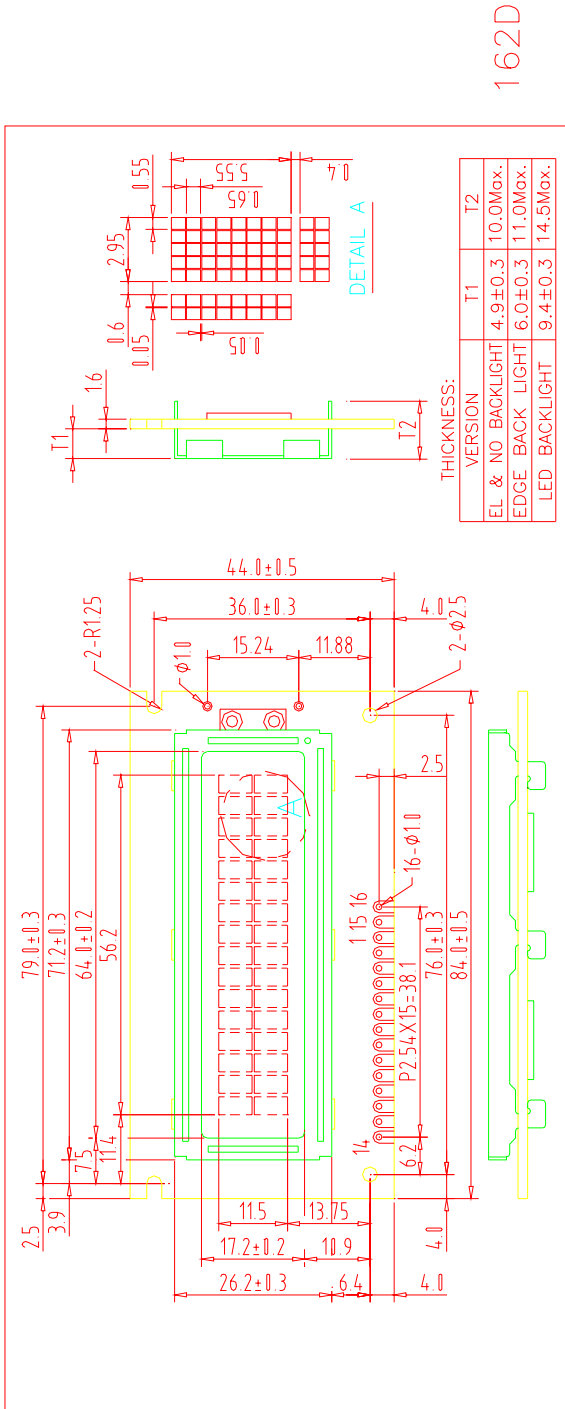 162D
0.55
2.95
0.6
0.05
5.55
0.65
0.4
0.05
DETAIL A
1.6
T1
T2
THICKNESS:
VERSION T1 T2
EL & NO BACKLIGHT 4.9±0.3 10.0Max.
EDGE BACK LIGHT 6.0±0.3 11.0Max.
LED BACKLIGHT 9.4±0.3 14.5Max.
44.0±0.5
36.0±0.3
4.0
2-R1.25
15.24
11.88
ϕ1.0
2-ϕ2.5
79.0±0.3
71.2±0.3
64.0±0.2
56.2
A
2.5
16-ϕ1.0
1 15 16
P2.54X15=38.1
76.0±0.3
84.0±0.5
14
6.2
4.0
7.5
11.4
2.5
3.9
11.5
13.75
17.2±0.2
10.9
26.2±0.3
6.4
4.0